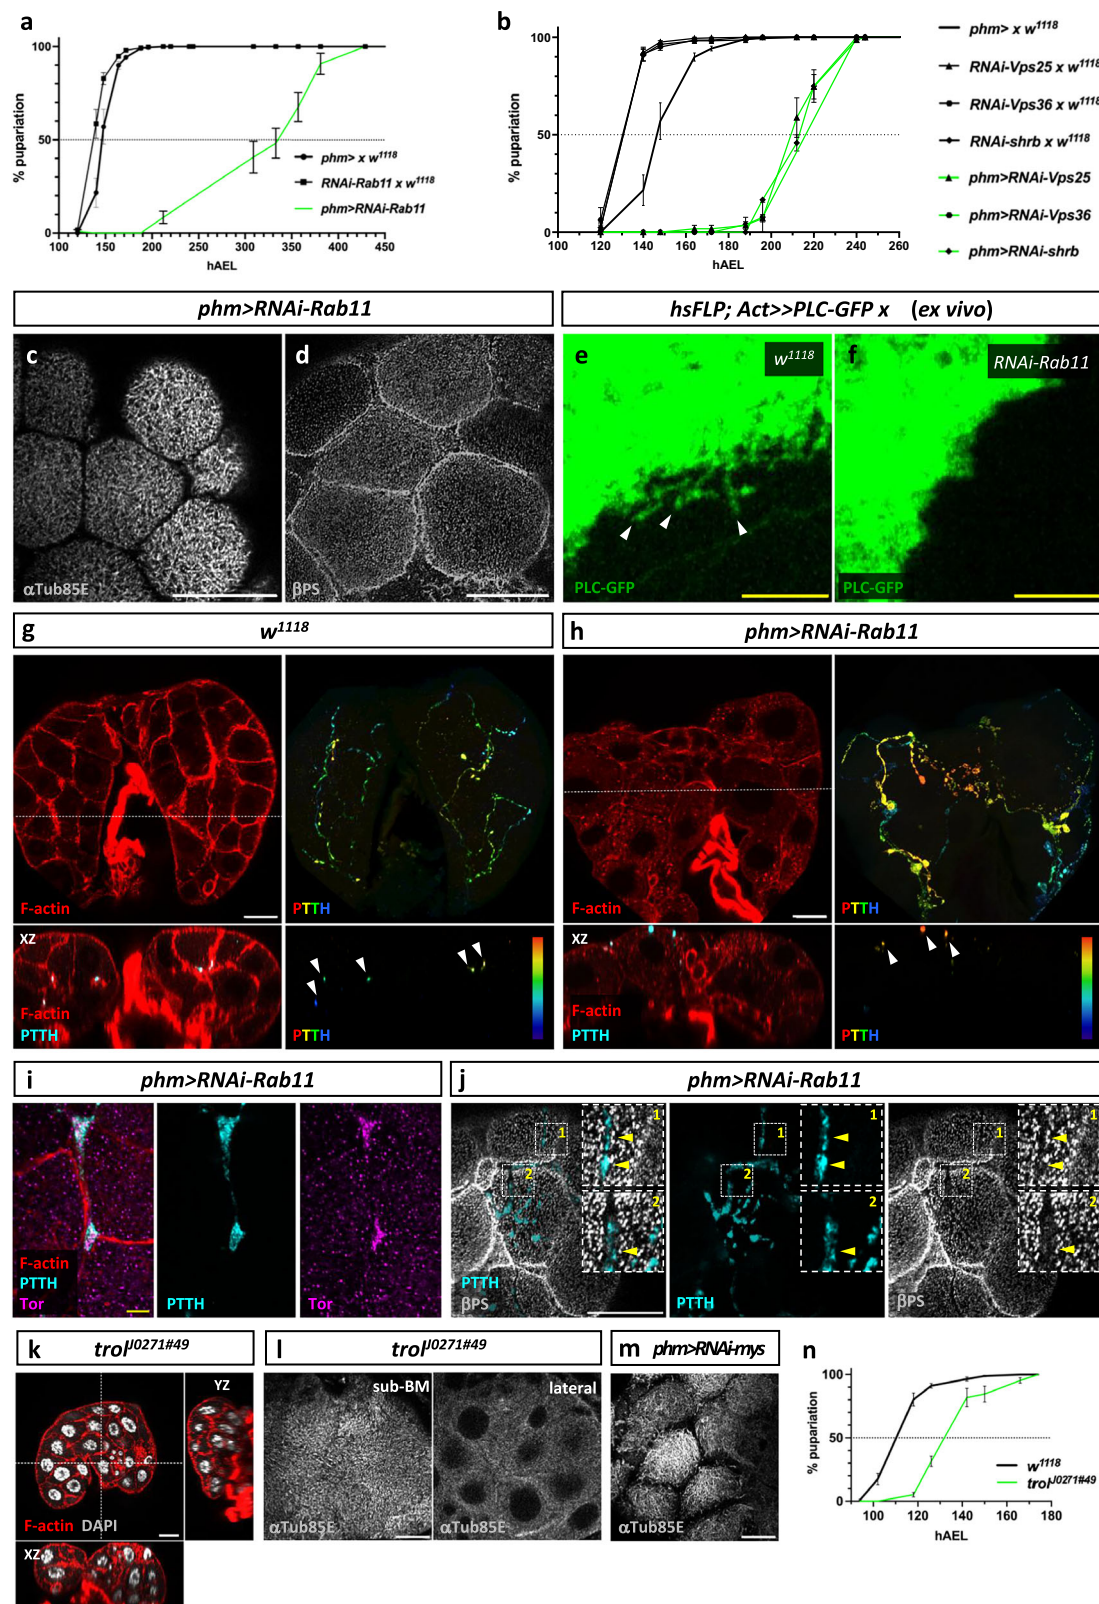 a
% pupariation
100
50
0
100 150 200 250 300 350 400 450
hAEL
phm> x w1118
RNAi-Rab11 x w1118
phm>RNAi-Rab11
b
% pupariation
100
50
0
100 120 140 160 180 200 220 240 260
hAEL
phm> x w1118
RNAi-Vps25 x w1118
RNAi-Vps36 x w1118
RNAi-shrb x w1118
phm>RNAi-Vps25
phm>RNAi-Vps36
phm>RNAi-shrb
phm>RNAi-Rab11
hsFLP; Act>>PLC-GFP x (ex vivo)
c
αTub85E
d
βPS
e
w1118
PLC-GFP
f
RNAi-Rab11
PLC-GFP
g
w1118
F-actin
PTTH
XZ
F-actin
PTTH
PTTH
h
phm>RNAi-Rab11
F-actin
PTTH
XZ
F-actin
PTTH
PTTH
i
phm>RNAi-Rab11
F-actin
PTTH
Tor
PTTH
Tor
j
phm>RNAi-Rab11
1
2
1
2
PTTH
βPS
1
2
1
2
PTTH
1
2
βPS
k
trolJ0271#49
YZ
F-actin DAPI
XZ
l
trolJ0271#49
sub-BM
αTub85E
lateral
αTub85E
m
phm>RNAi-mys
αTub85E
n
% pupariation
100
50
0
100 120 140 160 180
hAEL
w1118
trolJ0271#49